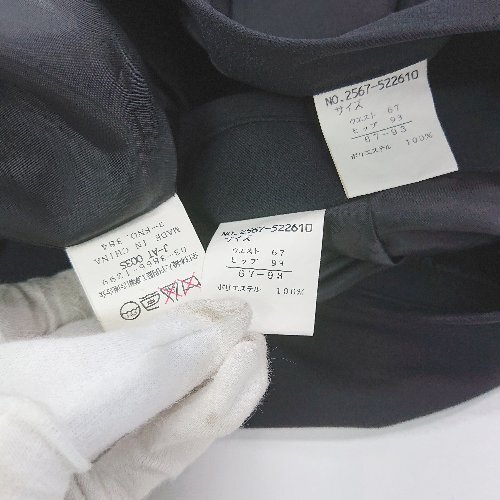 NO.2567-522610
サイズ
ウエスト 67
ヒップ 93
67-93
ポリエステル 100%
NO.2567-522610
サイズ
ウエスト 67
ヒップ 93
67-93
ポリエステル 100%
J-AT 003S
MADE IN CHINA